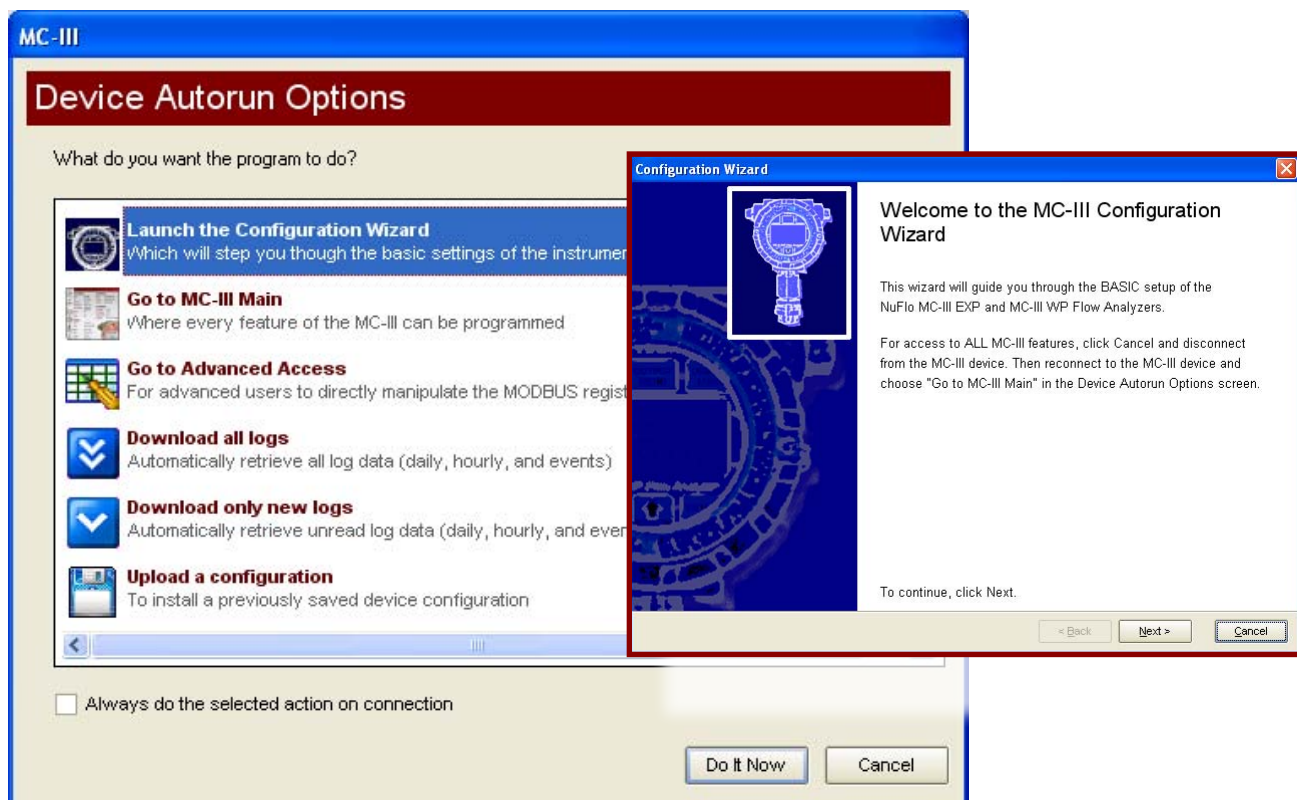 MC-III
Device Autorun Options
What do you want the program to do?
Launch the Configuration Wizard
Which will step you though the basic settings of the
Go to MC-III Main
Where every feature of the MC-III can be programmed
Go to Advanced Access
For advanced users to directly manipulate the MODBUS
Download all logs
Automatically retrieve all log data (daily, hourly, and events)
Download only new logs
Automatically retrieve unread log data (daily, hourly, and
Upload a configuration
To install a previously saved device configuration
Always do the selected action on connection
Do It Now
Cancel
Configuration Wizard
Welcome to the MC-III Configuration
Wizard
This wizard will guide you through the BASIC setup of the
NuFlo MC-III EXP and MC-III WP Flow Analyzers.
For access to ALL MC-III features, click Cancel and disconnect
from the MC-III device. Then reconnect to the MC-III device and
choose "Go to MC-III Main" in the Device Autorun Options screen.
To continue, click Next.
< Back
Next >
Cancel